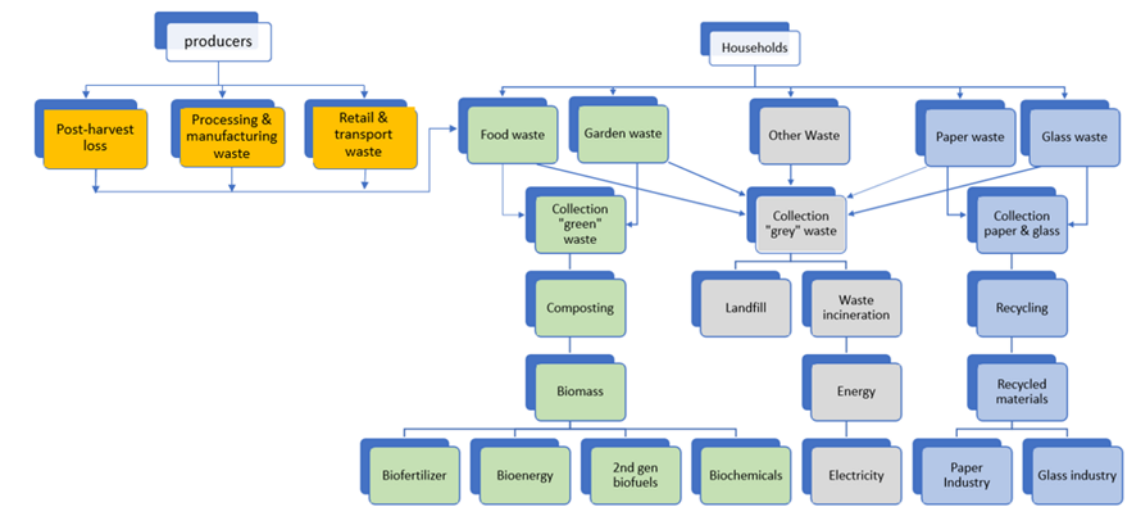 producers
Households
Post-harvest
loss
Processing &
manufacturing
waste
Retail &
transport
waste
Food waste
Garden waste
Other Waste
Paper waste
Glass waste
Collection
"green"
waste
Collection
"grey" waste
Collection
paper & glass
Composting
Landfill
Waste
incineration
Recycling
Biomass
Energy
Recycled
materials
Biofertilizer
Bioenergy
2nd gen
biofuels
Biochemicals
Electricity
Paper
Industry
Glass industry